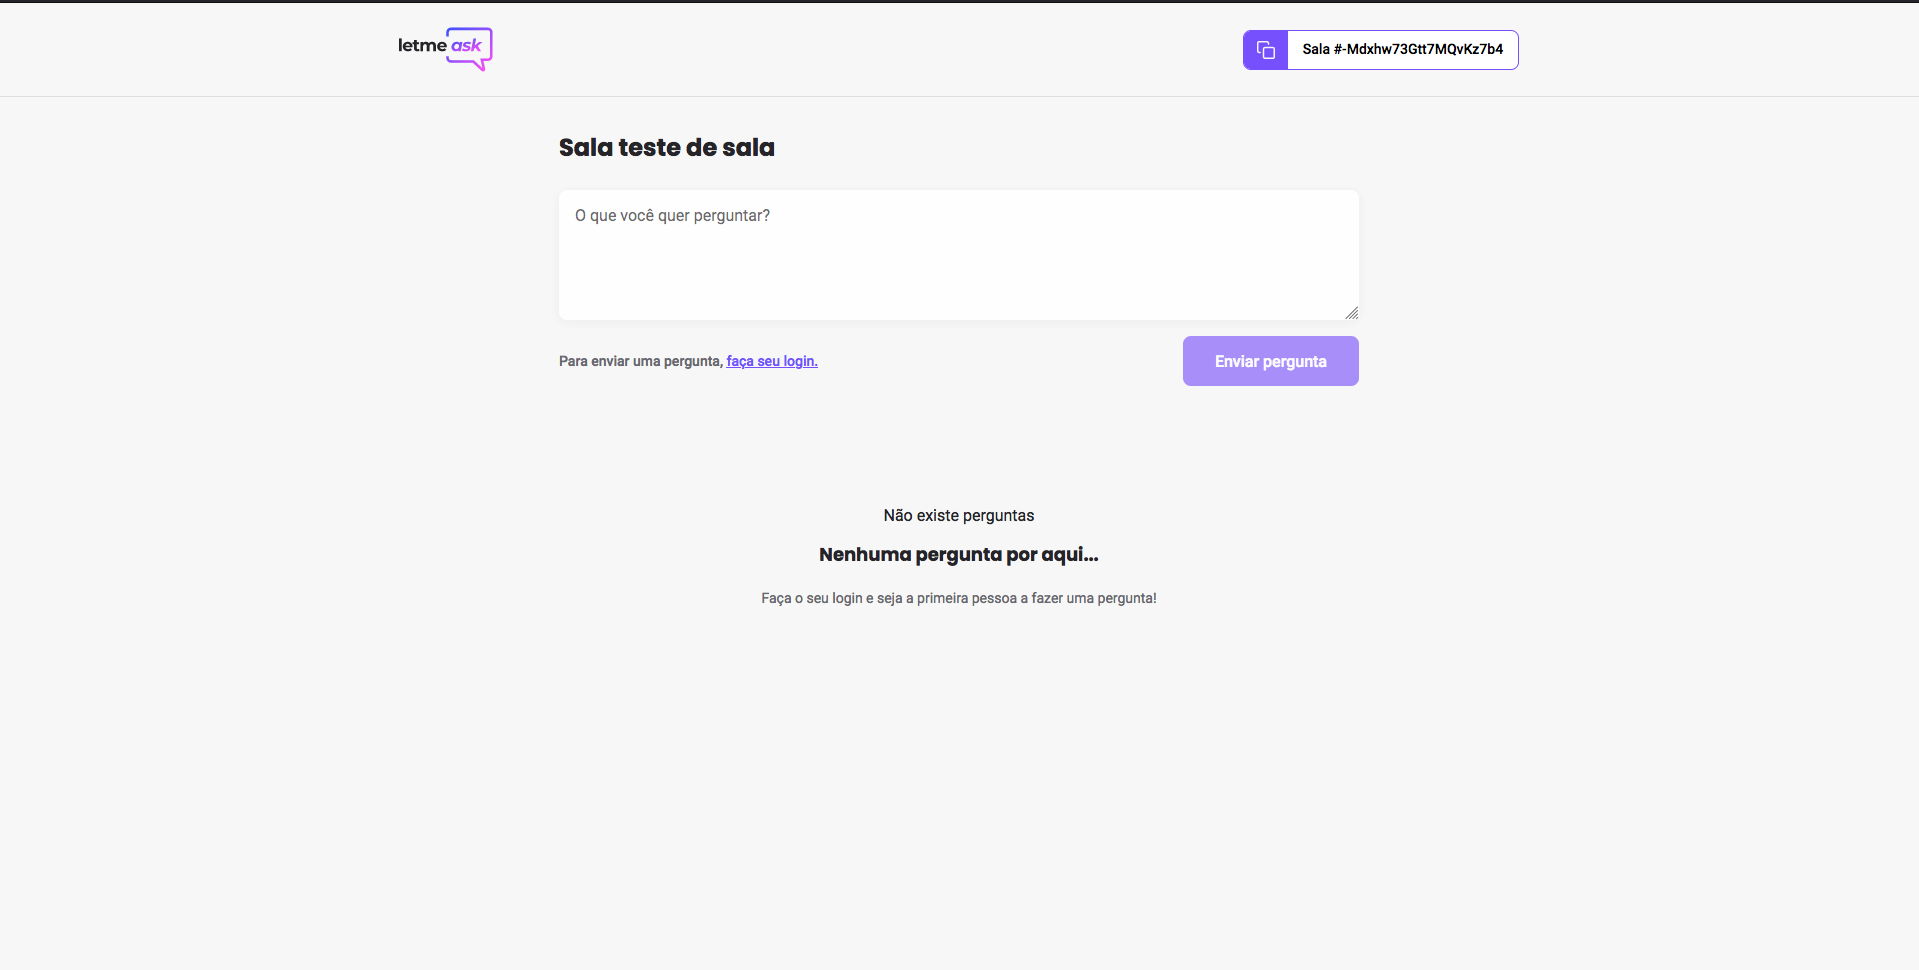 letmeask
Sala #-Mdxhw73Gtt7MQvKz7b4
Sala teste de sala
O que você quer perguntar?
Para enviar uma pergunta, faça seu login.
Enviar pergunta
Não existe perguntas
Nenhuma pergunta por aqui...
Faça o seu login e seja a primeira pessoa a fazer uma pergunta!